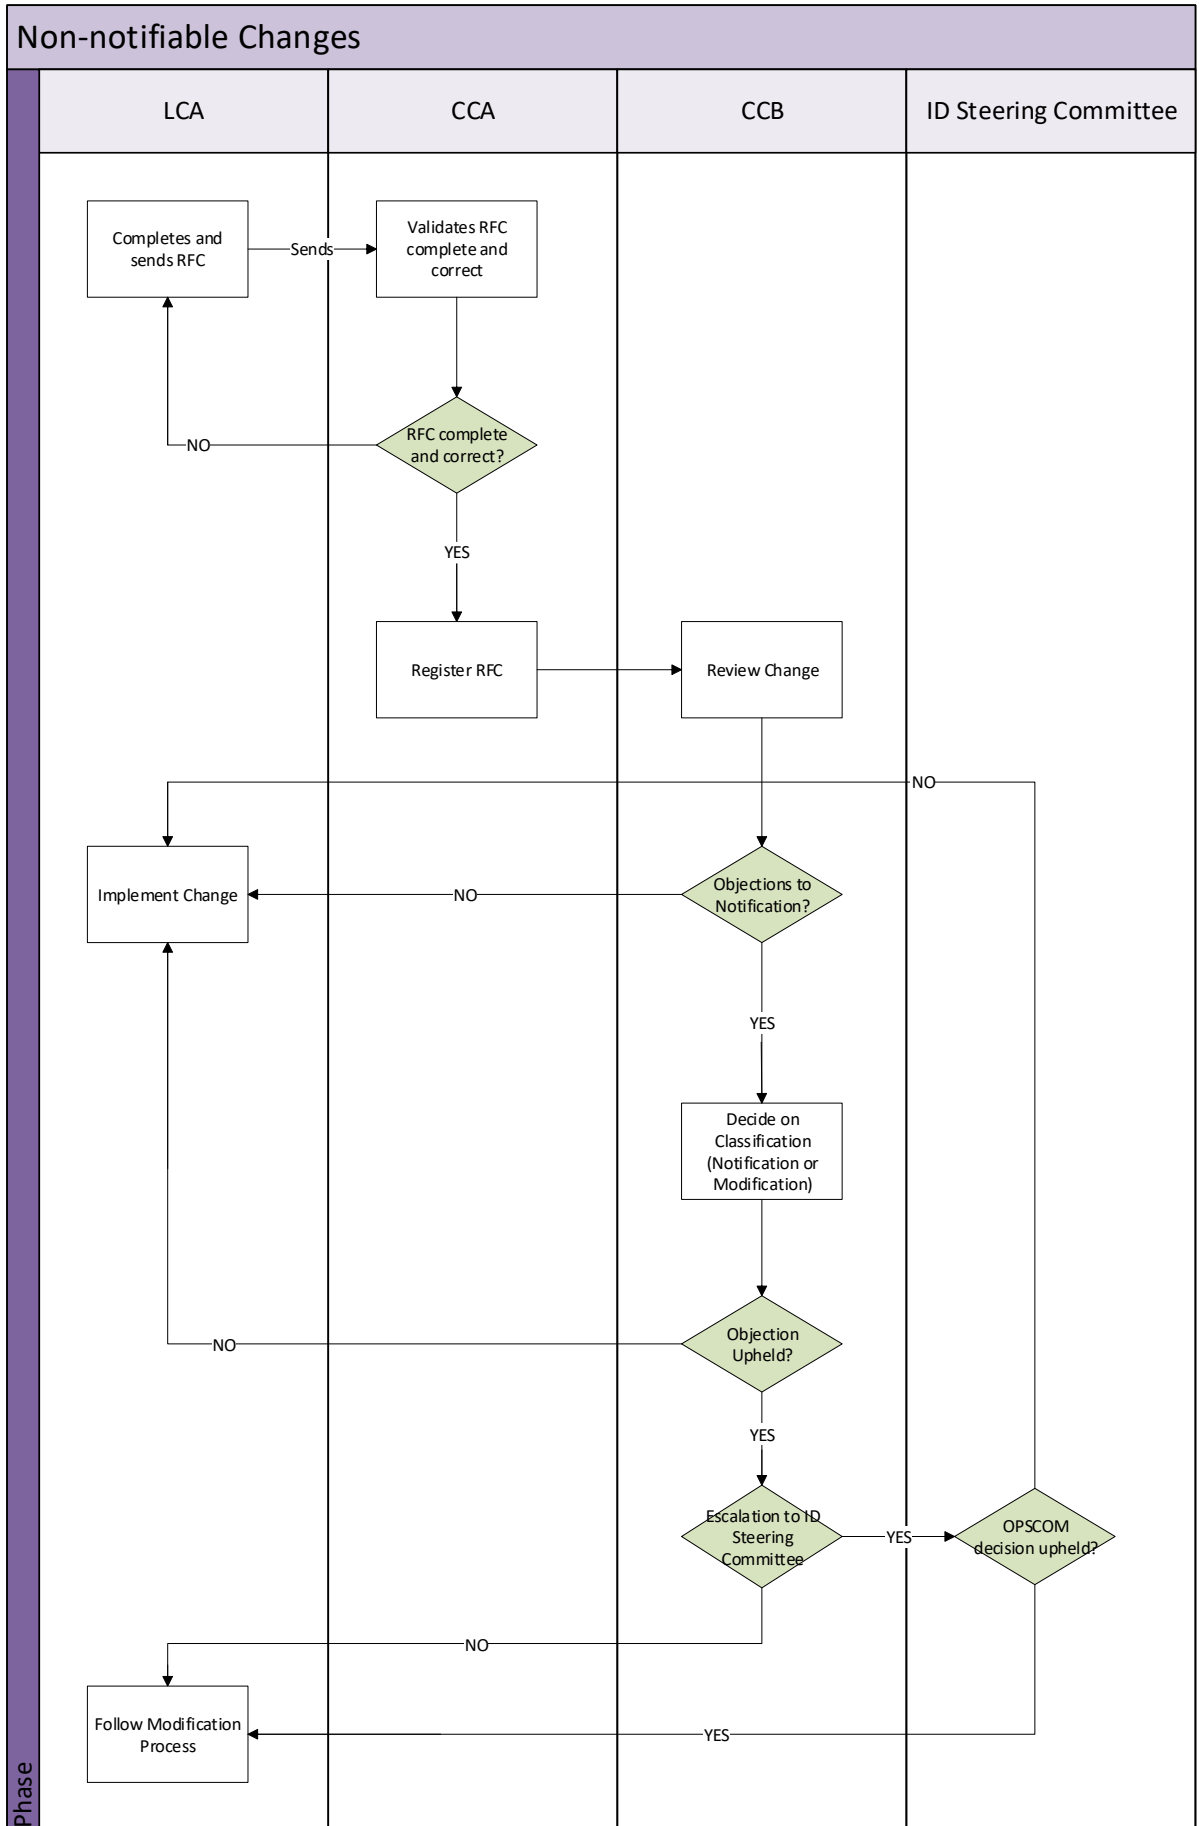 Non-notifiable Changes
LCA
CCA
CCB
ID Steering Committee
Completes and
sends RFC
Sends
Validates RFC
complete and
correct
RFC complete
and correct?
NO
YES
Register RFC
Review Change
NO
Implement Change
NO
Objections to
Notification?
YES
Decide on
Classification
(Notification or
Modification)
Objection
Upheld?
NO
YES
Escalation to ID
Steering
Committee
YES
OPSCOM
decision upheld?
NO
Follow Modification
Process
YES
Phase